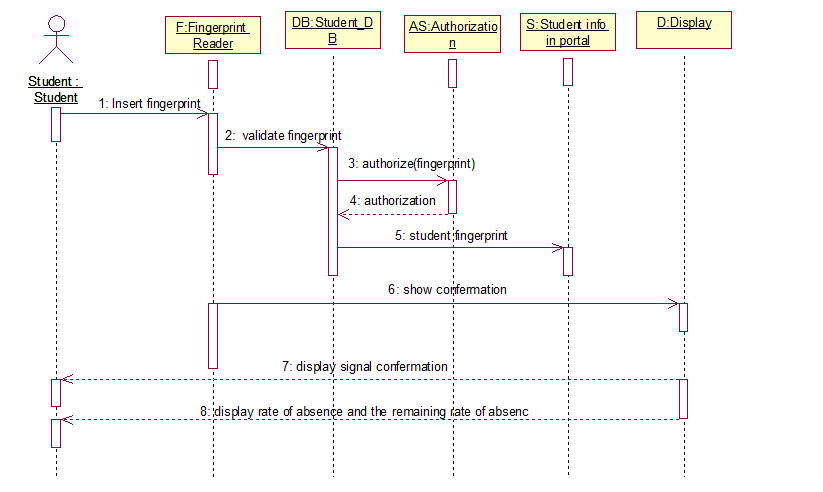 Student :
Student
F:Fingerprint
Reader
DB:Student_D
B
AS:Authorizatio
n
S:Student info
in portal
D:Display
1: Insert fingerprint
2:  validate fingerprint
3: authorize(fingerprint)
4: authorization
5: student fingerprint
6: show confermation
7: display signal confermation
8: display rate of absence and the remaining rate of absenc